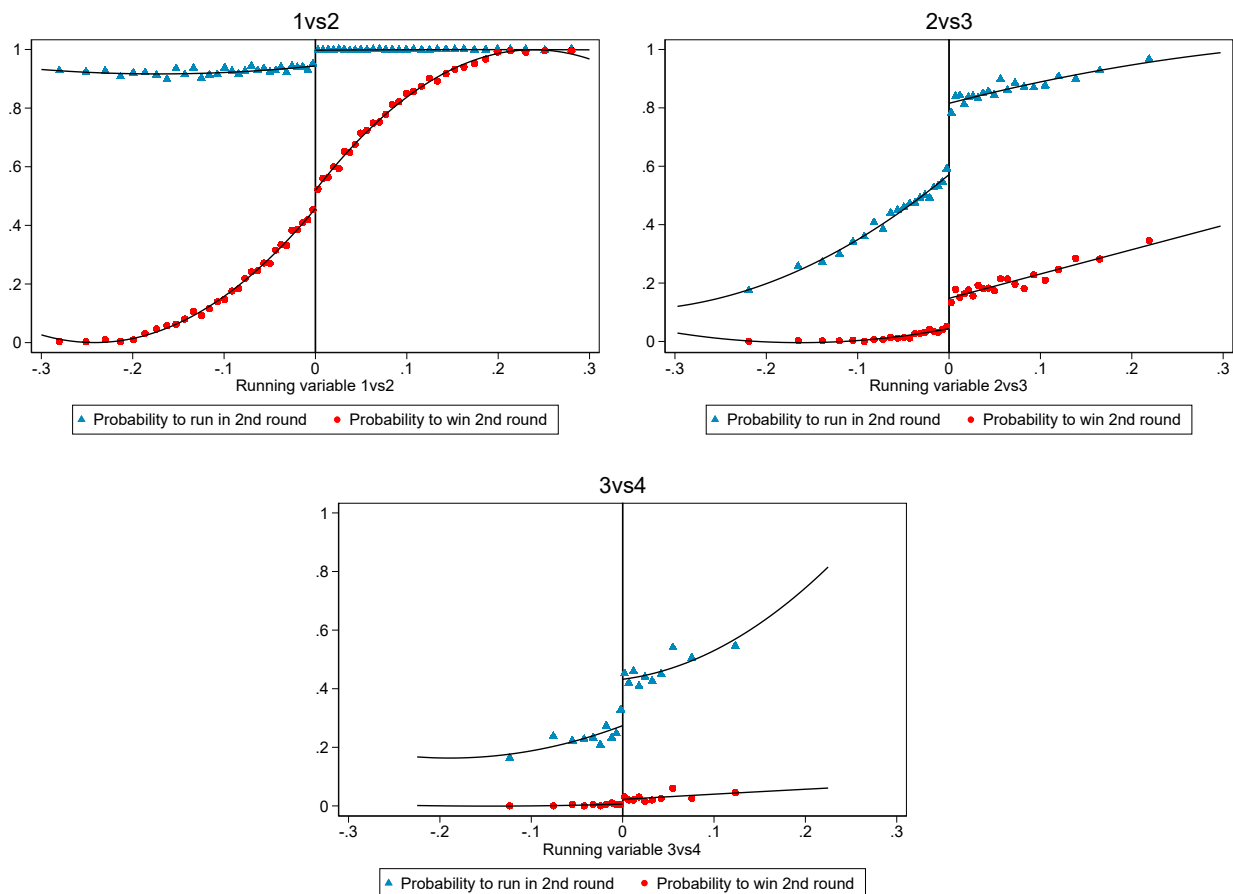 1vs2
1
.8
.6
.4
.2
0
-.3 -.2 -.1 0 .1 .2 .3
Running variable 1vs2
Probability to run in 2nd round Probability to win 2nd round
2vs3
1
.8
.6
.4
.2
0
-.3 -.2 -.1 0 .1 .2 .3
Running variable 2vs3
Probability to run in 2nd round Probability to win 2nd round
3vs4
1
.8
.6
.4
.2
0
-.3 -.2 -.1 0 .1 .2 .3
Running variable 3vs4
Probability to run in 2nd round Probability to win 2nd round